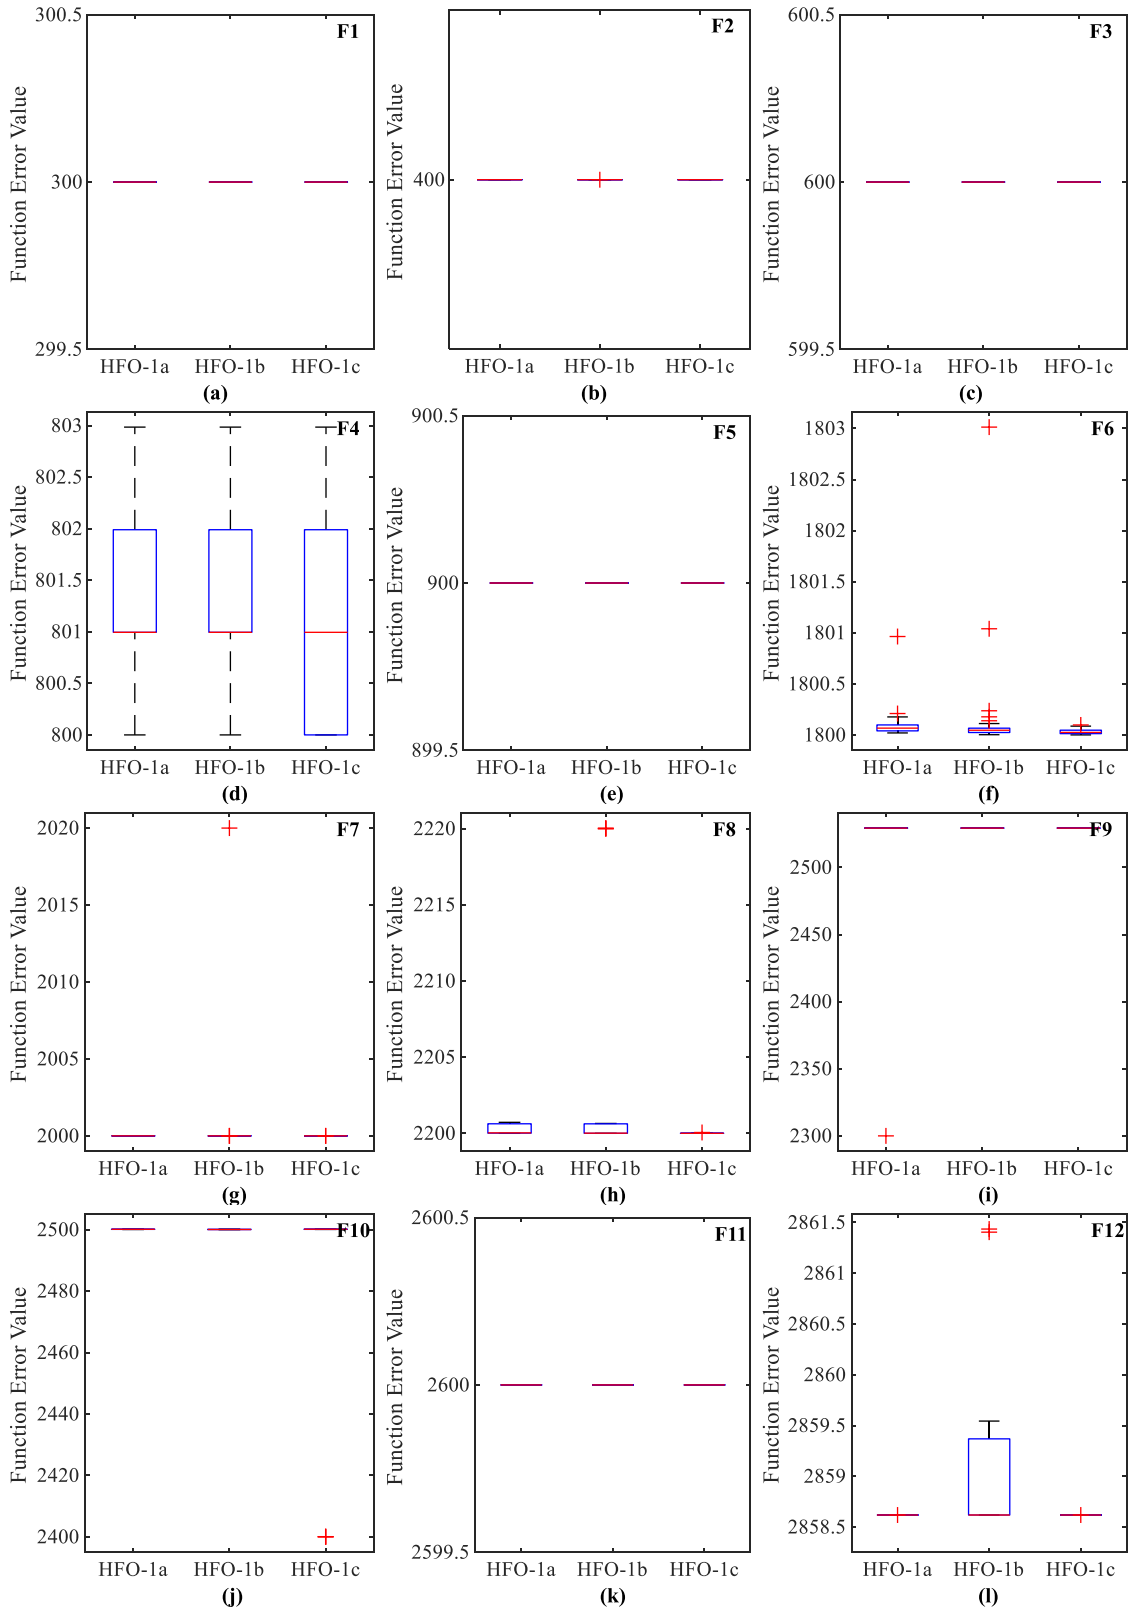 300.5
F1
Function Error Value
300
299.5
HFO-1a HFO-1b HFO-1c
(a)
F2
Function Error Value
400
HFO-1a HFO-1b HFO-1c
(b)
600.5
F3
Function Error Value
600
599.5
HFO-1a HFO-1b HFO-1c
(c)
803
F4
802.5
802
801.5
801
800.5
800
Function Error Value
HFO-1a HFO-1b HFO-1c
(d)
900.5
F5
Function Error Value
900
899.5
HFO-1a HFO-1b HFO-1c
(e)
1803
F6
1802.5
1802
1801.5
1801
1800.5
1800
Function Error Value
HFO-1a HFO-1b HFO-1c
(f)
2020
F7
2015
2010
2005
2000
Function Error Value
HFO-1a HFO-1b HFO-1c
(g)
2220
F8
2215
2210
2205
2200
Function Error Value
HFO-1a HFO-1b HFO-1c
(h)
F9
2500
2450
2400
2350
2300
Function Error Value
HFO-1a HFO-1b HFO-1c
(i)
2500
F10
2480
2460
2440
2420
2400
Function Error Value
HFO-1a HFO-1b HFO-1c
(j)
2600.5
F11
Function Error Value
2600
2599.5
HFO-1a HFO-1b HFO-1c
(k)
2861.5
F12
2861
2860.5
2860
2859.5
2859
2858.5
Function Error Value
HFO-1a HFO-1b HFO-1c
(l)